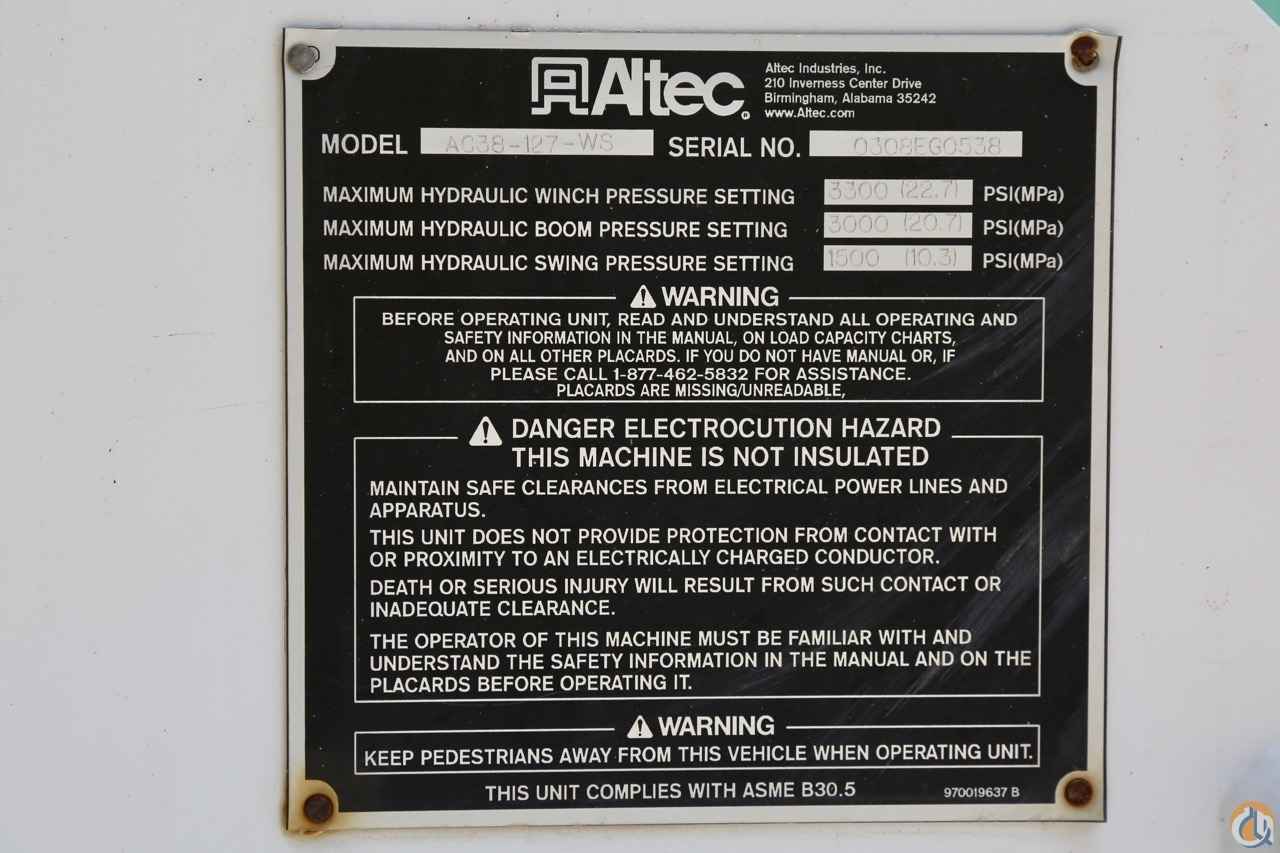 Altec
Altec Industries, Inc.
210 Inverness Center Drive
Birmingham, Alabama 35242
www.Altec.com
MODEL AC38-127-WS SERIAL NO. 0308EG0538
MAXIMUM HYDRAULIC WINCH PRESSURE SETTING 3300 (22.7) PSI(MPa)
MAXIMUM HYDRAULIC BOOM PRESSURE SETTING 3000 (20.7) PSI(MPa)
MAXIMUM HYDRAULIC SWING PRESSURE SETTING 1500 (10.3) PSI(MPa)
WARNING
BEFORE OPERATING UNIT, READ AND UNDERSTAND ALL OPERATING AND
SAFETY INFORMATION IN THE MANUAL, ON LOAD CAPACITY CHARTS,
AND ON ALL OTHER PLACARDS. IF YOU DO NOT HAVE MANUAL OR, IF
PLEASE CALL 1-877-462-5832 FOR ASSISTANCE.
PLACARDS ARE MISSING/UNREADABLE,
DANGER ELECTROCUTION HAZARD
THIS MACHINE IS NOT INSULATED
MAINTAIN SAFE CLEARANCES FROM ELECTRICAL POWER LINES AND
APPARATUS.
THIS UNIT DOES NOT PROVIDE PROTECTION FROM CONTACT WITH
OR PROXIMITY TO AN ELECTRICALLY CHARGED CONDUCTOR.
DEATH OR SERIOUS INJURY WILL RESULT FROM SUCH CONTACT OR
INADEQUATE CLEARANCE.
THE OPERATOR OF THIS MACHINE MUST BE FAMILIAR WITH AND
UNDERSTAND THE SAFETY INFORMATION IN THE MANUAL AND ON THE
PLACARDS BEFORE OPERATING IT.
WARNING
KEEP PEDESTRIANS AWAY FROM THIS VEHICLE WHEN OPERATING UNIT.
THIS UNIT COMPLIES WITH ASME B30.5
970019637 B